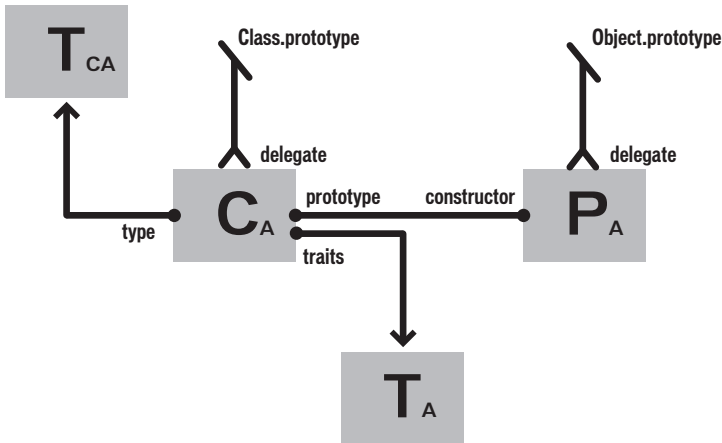 T CA
Class.prototype
Object.prototype
delegate
delegate
C A
prototype
constructor
P A
type
traits
T A